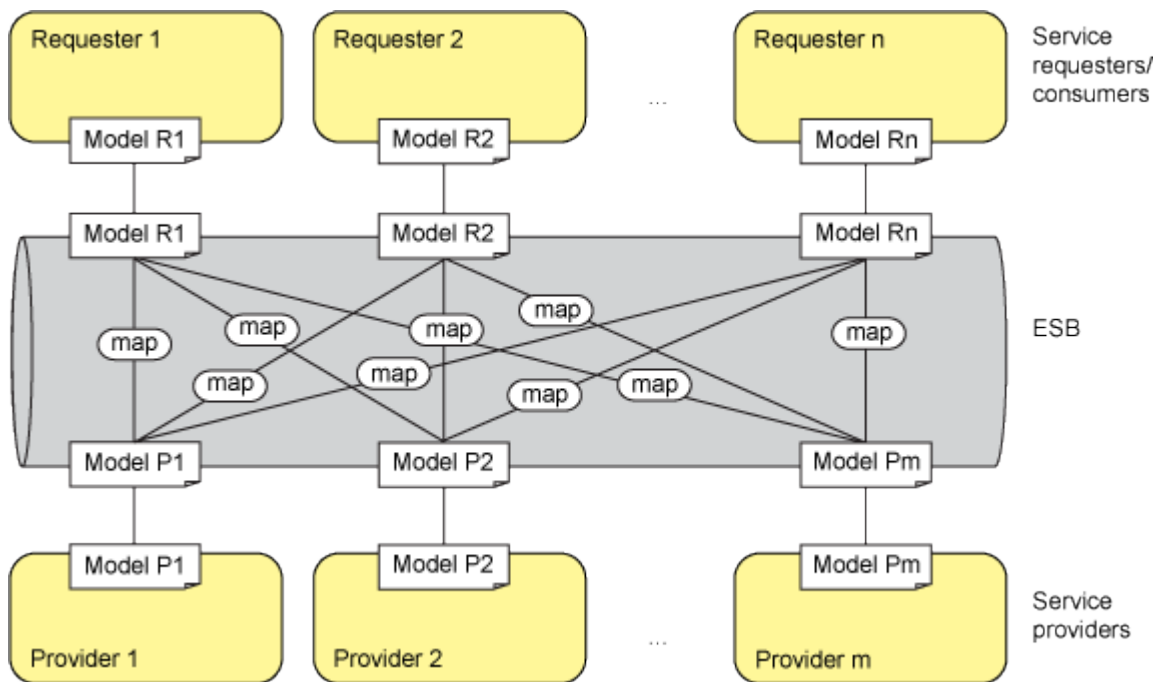 Requester 1
Requester 2
Requester n
Service
requesters/
consumers
...
Model R1
Model R2
Model Rn
Model R1
Model R2
Model Rn
map
map
map
map
map
map
map
map
map
ESB
Model P1
Model P2
Model Pm
Model P1
Model P2
Model Pm
Service
providers
...
Provider 1
Provider 2
Provider m